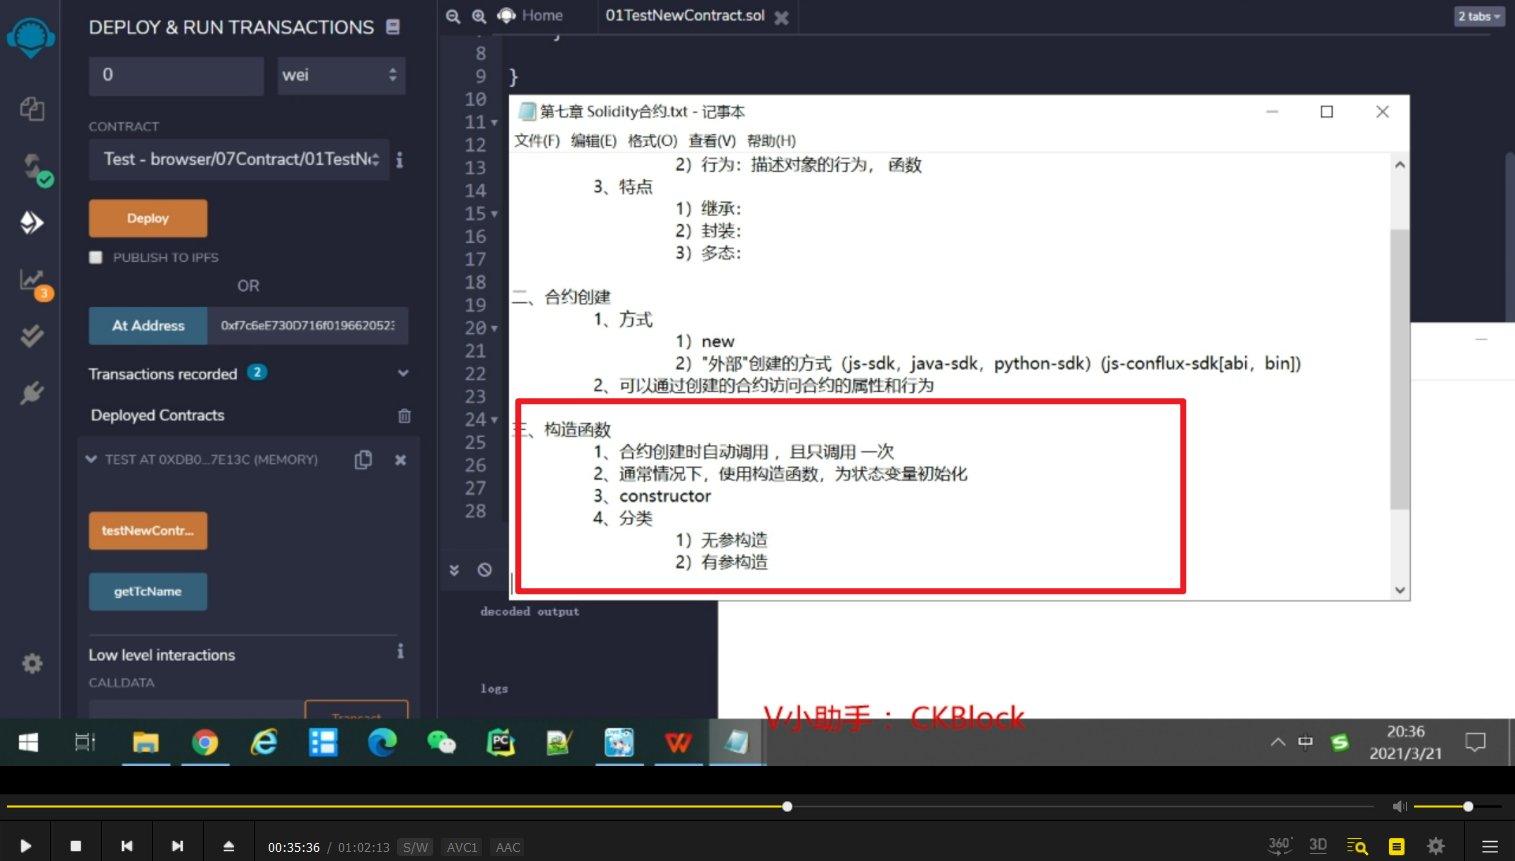 DEPLOY & RUN TRANSACTIONS
0
wei
CONTRACT
Test - browser/07Contract/01TestNe
Deploy
PUBLISH TO IPFS
OR
At Address
0xf7c6eE730D716f0196620523
Transactions recorded 2
Deployed Contracts
TEST AT 0XDB0...7E13C (MEMORY)
testNewContr...
getTcName
Low level interactions
CALLDATA
Transact
3
Home
01TestNewContract.sol
2 tabs
8
9 }
10
11
12
13
14
15
16
17
18
19
20
21
22
23
24
25
26
27
28
第七章 Solidity合约.txt - 记事本
文件(F) 编辑(E) 格式(O) 查看(V) 帮助(H)
2）行为：描述对象的行为， 函数
3、特点
1）继承：
2）封装：
3）多态：
二、合约创建
1、方式
1）new
2）"外部"创建的方式（js-sdk，java-sdk，python-sdk）(js-conflux-sdk[abi，bin])
2、可以通过创建的合约访问合约的属性和行为
三、构造函数
1、合约创建时自动调用 ，且只调用 一次
2、通常情况下，使用构造函数，为状态变量初始化
3、constructor
4、分类
1）无参构造
2）有参构造
decoded output
logs
V小助手 ： CKBlock
中
20:36
2021/3/21
00:35:36 / 01:02:13 S/W AVC1 AAC
360° 3D